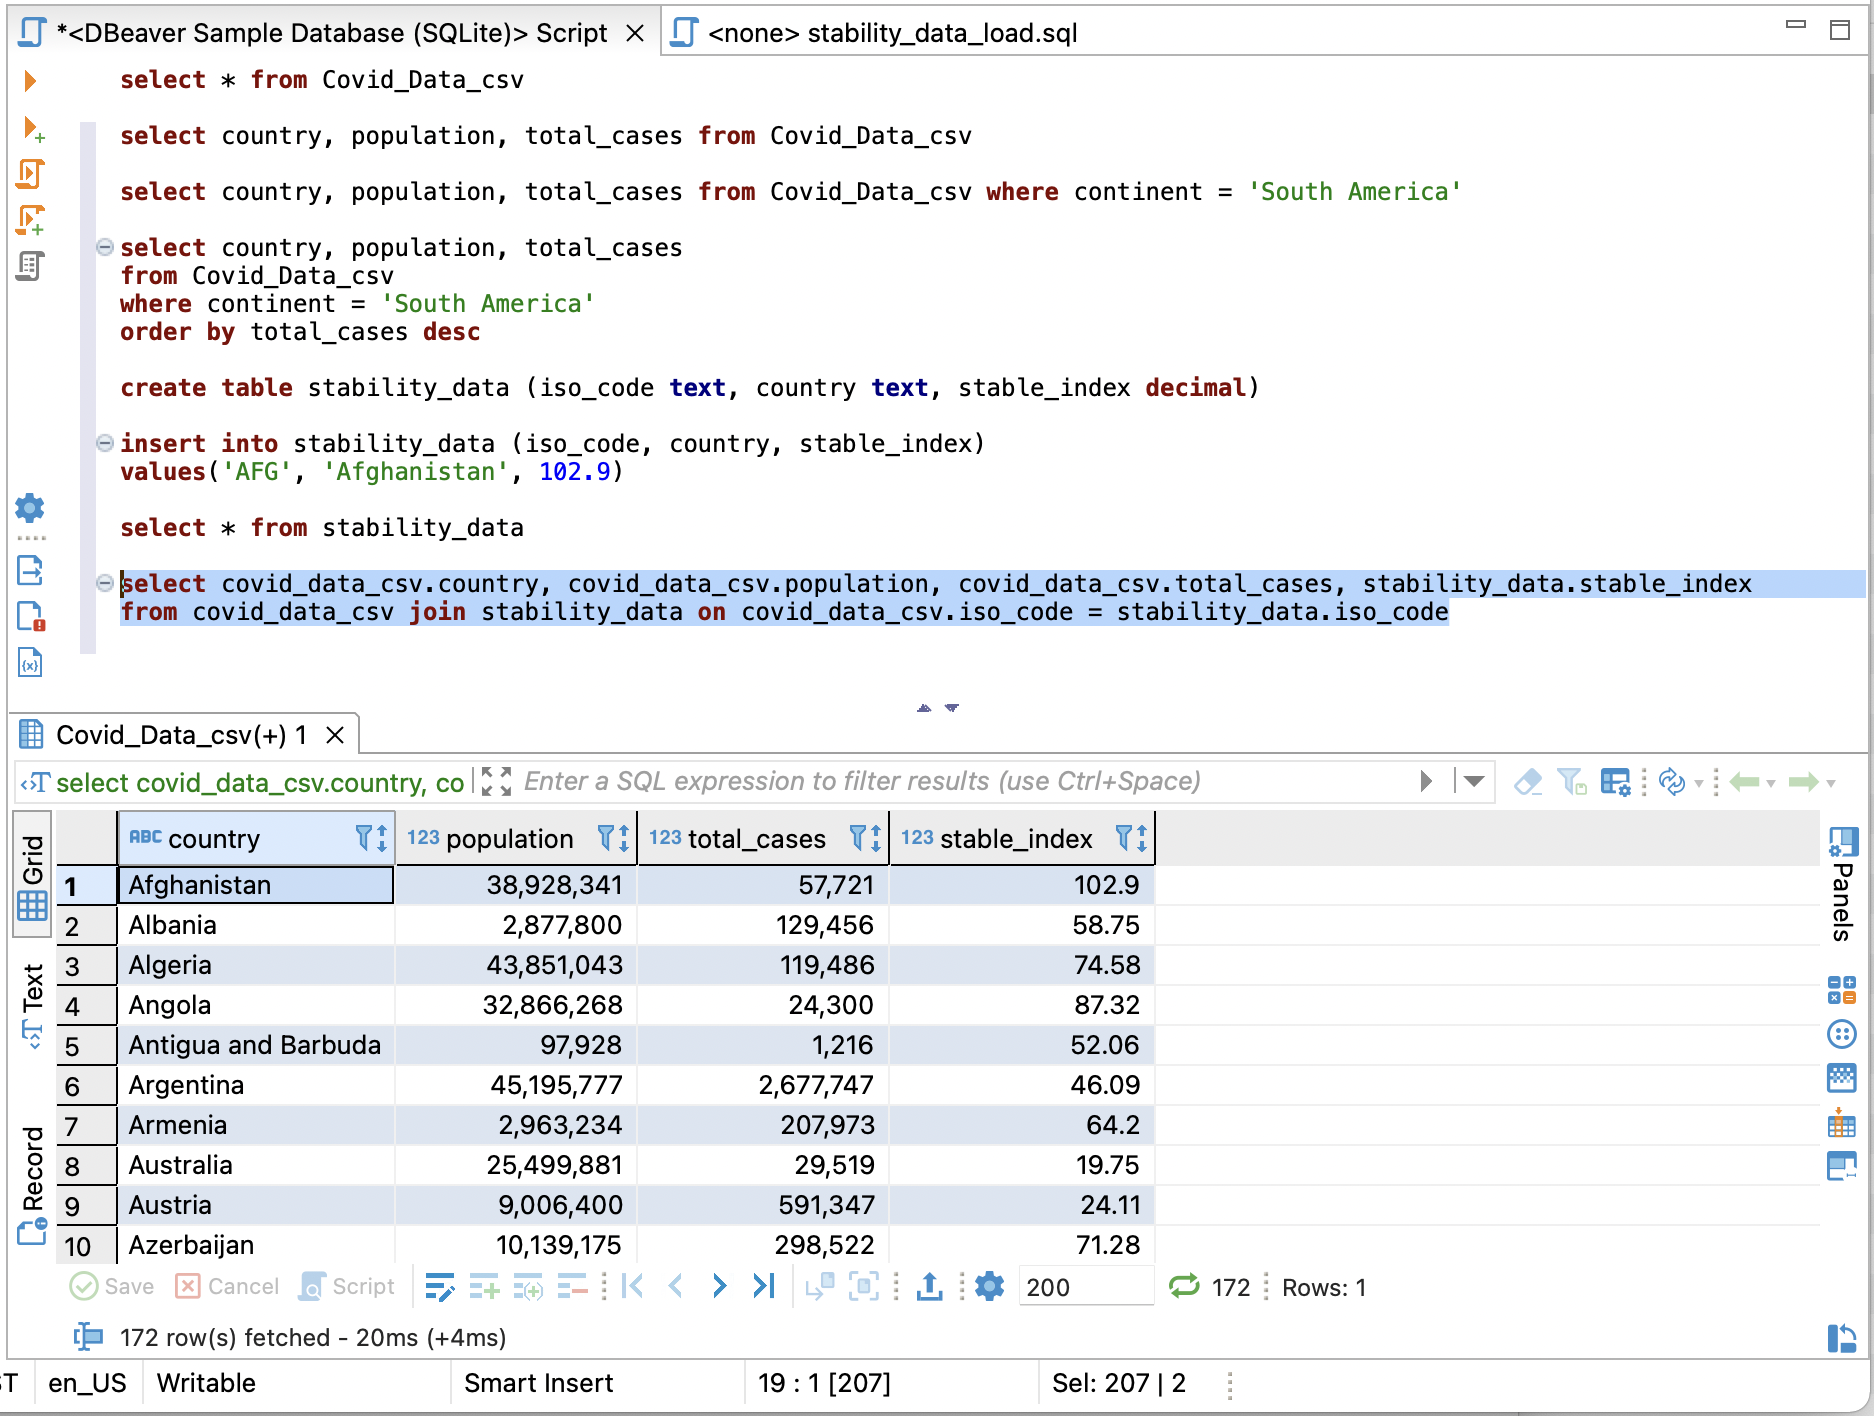 *<DBeaver Sample Database (SQLite)> Script
<none> stability_data_load.sql
select * from Covid_Data_csv
select country, population, total_cases from Covid_Data_csv
select country, population, total_cases from Covid_Data_csv where continent = 'South America'
select country, population, total_cases
from Covid_Data_csv
where continent = 'South America'
order by total_cases desc
create table stability_data (iso_code text, country text, stable_index decimal)
insert into stability_data (iso_code, country, stable_index)
values('AFG', 'Afghanistan', 102.9)
select * from stability_data
select covid_data_csv.country, covid_data_csv.population, covid_data_csv.total_cases, stability_data.stable_index
from covid_data_csv join stability_data on covid_data_csv.iso_code = stability_data.iso_code
Covid_Data_csv(+) 1
select covid_data_csv.country, co
Enter a SQL expression to filter results (use Ctrl+Space)
Grid
Text
Record
Panels
ABC country 123 population 123 total_cases 123 stable_index
1 Afghanistan 38,928,341 57,721 102.9
2 Albania 2,877,800 129,456 58.75
3 Algeria 43,851,043 119,486 74.58
4 Angola 32,866,268 24,300 87.32
5 Antigua and Barbuda 97,928 1,216 52.06
6 Argentina 45,195,777 2,677,747 46.09
7 Armenia 2,963,234 207,973 64.2
8 Australia 25,499,881 29,519 19.75
9 Austria 9,006,400 591,347 24.11
10 Azerbaijan 10,139,175 298,522 71.28
Save Cancel Script 200 172 Rows: 1
172 row(s) fetched - 20ms (+4ms)
en_US Writable Smart Insert 19 : 1 [207] Sel: 207 | 2